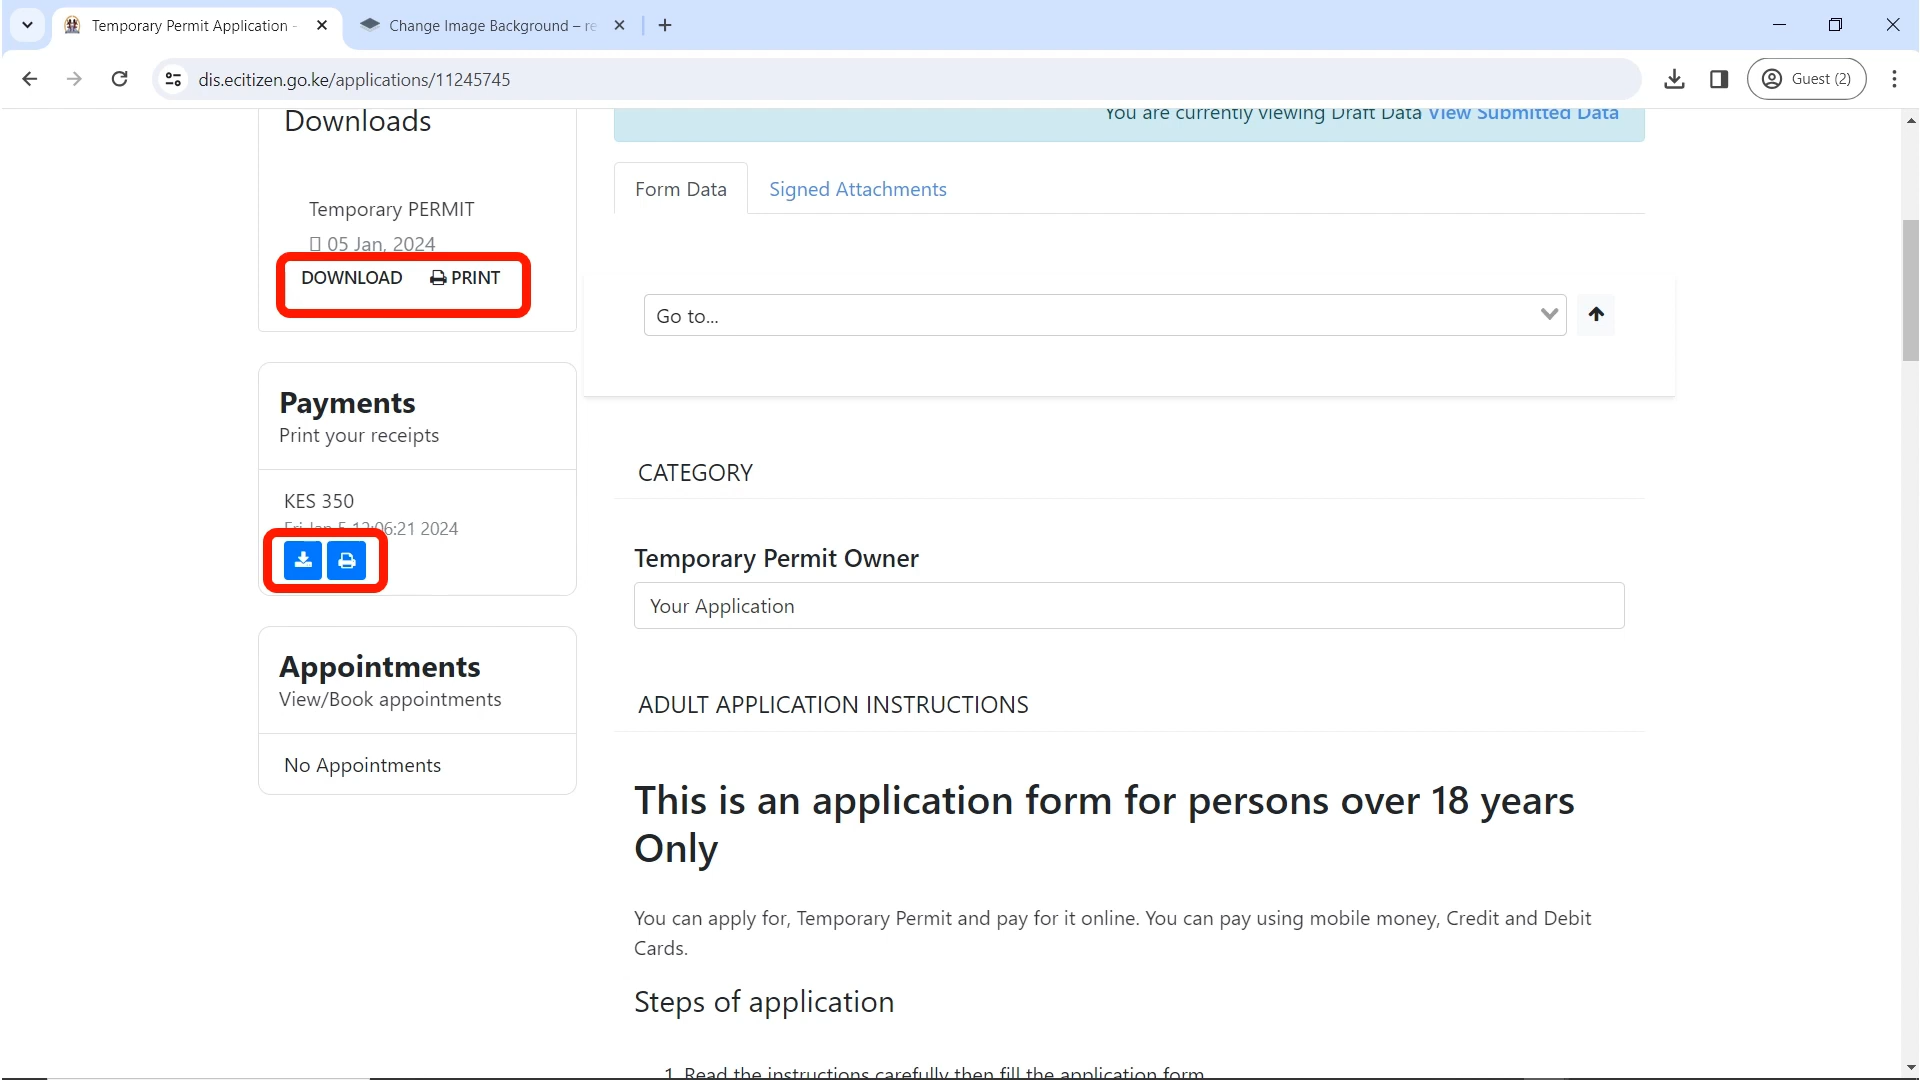 Temporary Permit Application -
Change Image Background – re
dis.ecitizen.go.ke/applications/11245745
Guest (2)
Downloads
Temporary PERMIT
05 Jan, 2024
DOWNLOAD PRINT
Payments
Print your receipts
KES 350
Fri Jan 5 12:06:21 2024
Appointments
View/Book appointments
No Appointments
You are currently viewing Draft Data View Submitted Data
Form Data Signed Attachments
Go to...
CATEGORY
Temporary Permit Owner
Your Application
ADULT APPLICATION INSTRUCTIONS
This is an application form for persons over 18 years
Only
You can apply for, Temporary Permit and pay for it online. You can pay using mobile money, Credit and Debit
Cards.
Steps of application
1. Read the instructions carefully then fill the application form